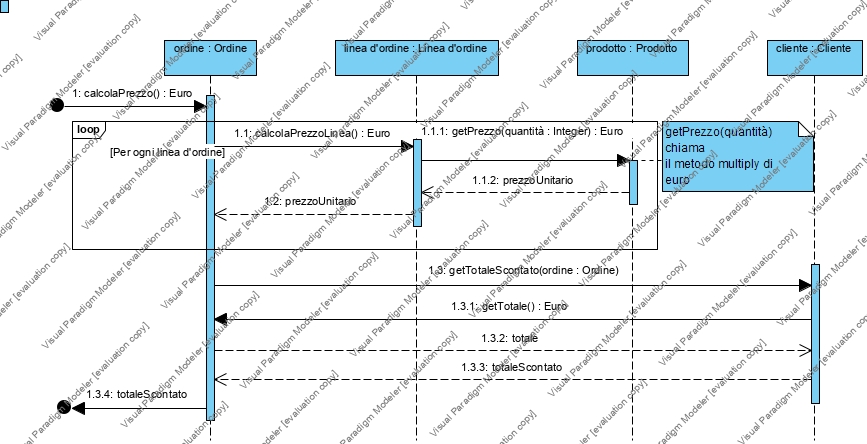 ordine : Ordine
linea d'ordine : Linea d'ordine
prodotto : Prodotto
cliente : Cliente
1: calcolaPrezzo() : Euro
loop
[Per ogni linea d'ordine]
1.1: calcolaPrezzoLinea() : Euro
1.1.1: getPrezzo(quantità : Integer) : Euro
getPrezzo(quantità)
chiama
il metodo multiply di
euro
1.1.2: prezzoUnitario
1.2: prezzoUnitario
1.3: getTotaleScontato(ordine : Ordine)
1.3.1: getTotale() : Euro
1.3.2: totale
1.3.3: totaleScontato
1.3.4: totaleScontato
Visual Paradigm Modeler [evaluation copy]